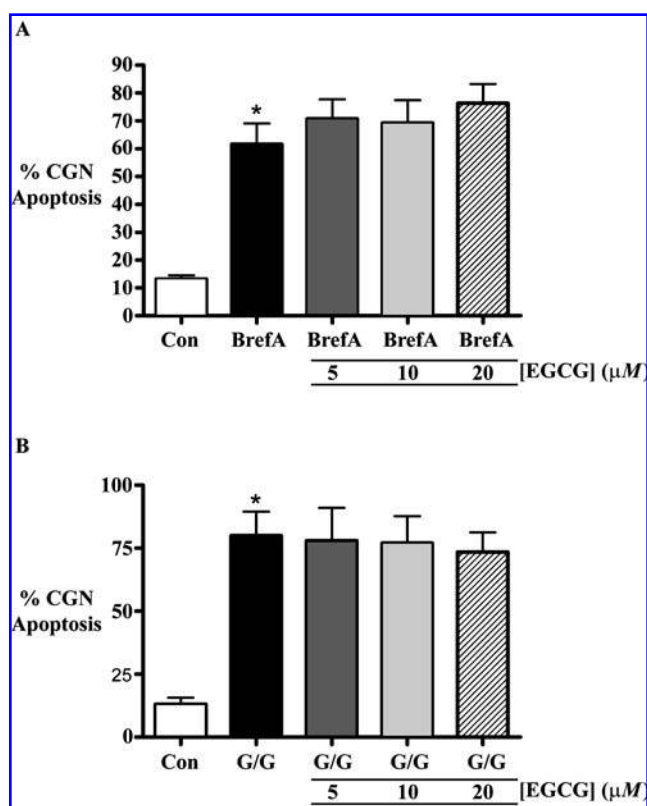 A
90
80
70
60
50
40
30
20
10
0
% CGN
Apoptosis
*
Con BrefA BrefA BrefA BrefA
5 10 20 [EGCG] (μM)
B
100
75
50
25
0
% CGN
Apoptosis
*
Con G/G G/G G/G G/G
5 10 20 [EGCG] (μM)